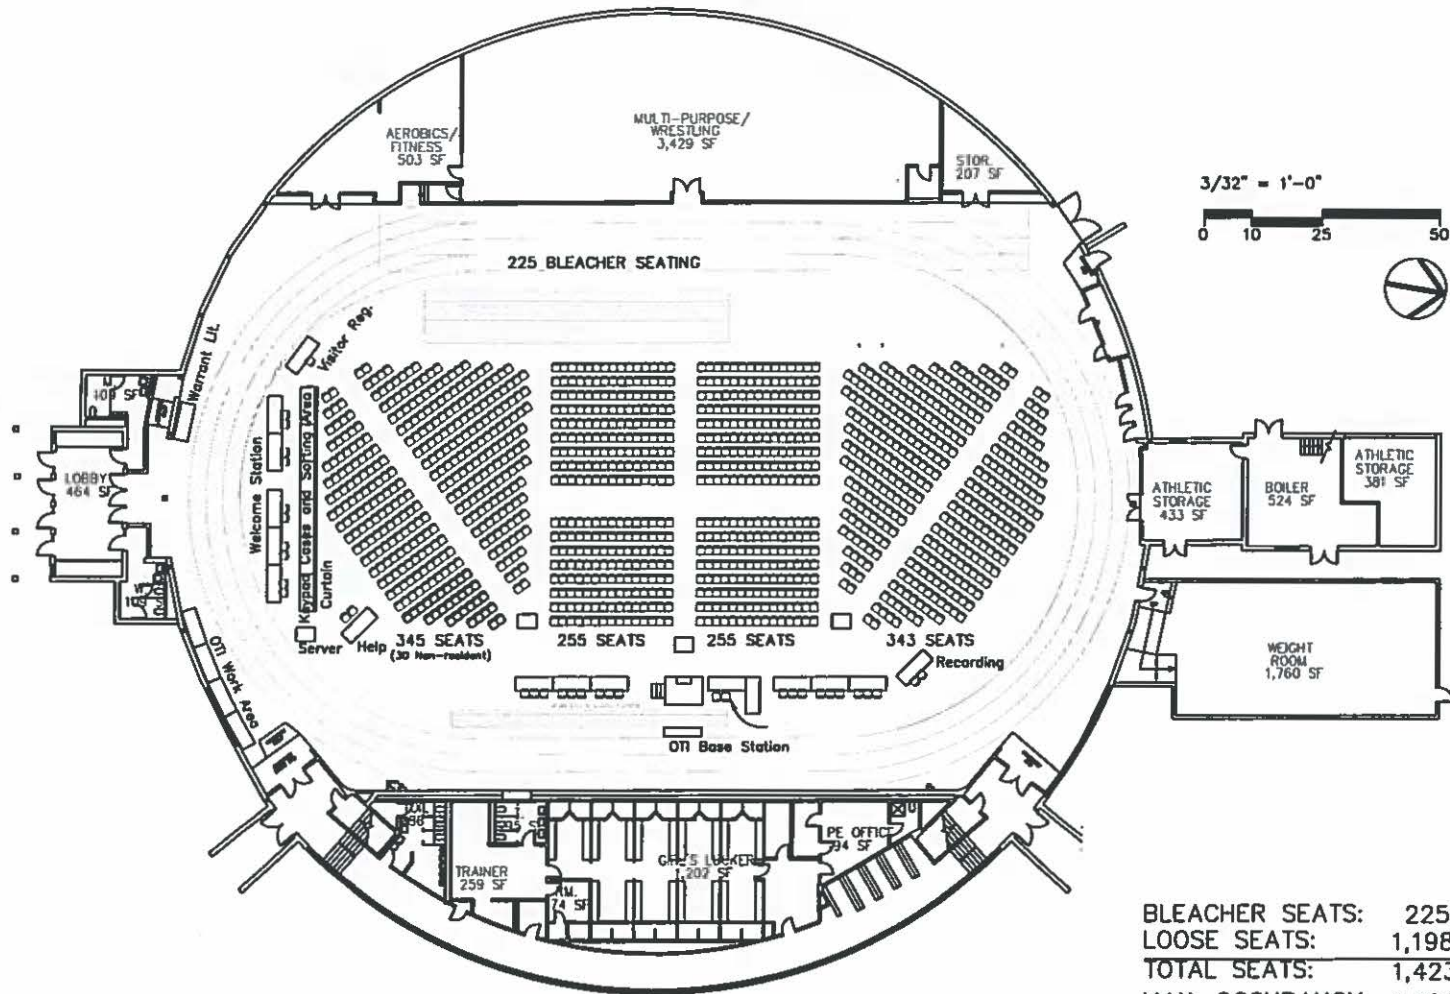 AEROBICS/
FITNESS
503 SF
MULTI-PURPOSE/
WRESTLING
3,429 SF
STOR.
207 SF
3/32" = 1'-0"
0 10 25 50
225 BLEACHER SEATING
Warrant Lit.
Visitor Reg.
M
109 SF
LOBBY
464 SF
Welcome Station
Keypad Cases and Sorting Area
Curtain
ATHLETIC
STORAGE
433 SF
BOILER
524 SF
ATHLETIC
STORAGE
381 SF
Server
Help
345 SEATS
(30 Non-resident)
255 SEATS
255 SEATS
343 SEATS
Recording
WEIGHT
ROOM
1,760 SF
OTI Work Area
OTI Base Station
TRAINER
259 SF
RM.
74 SF
GIRLS LOCKER
1,202 SF
PE OFFICE
94 SF
BLEACHER SEATS: 225
LOOSE SEATS: 1,198
TOTAL SEATS: 1,423